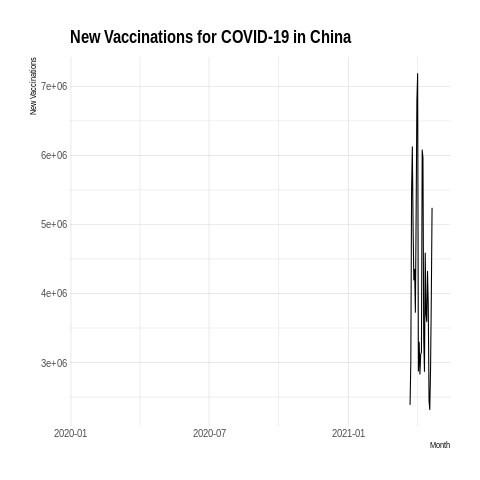 New Vaccinations for COVID-19 in China
New Vaccinations
7e+06
6e+06
5e+06
4e+06
3e+06
2020-01
2020-07
2021-01
Month